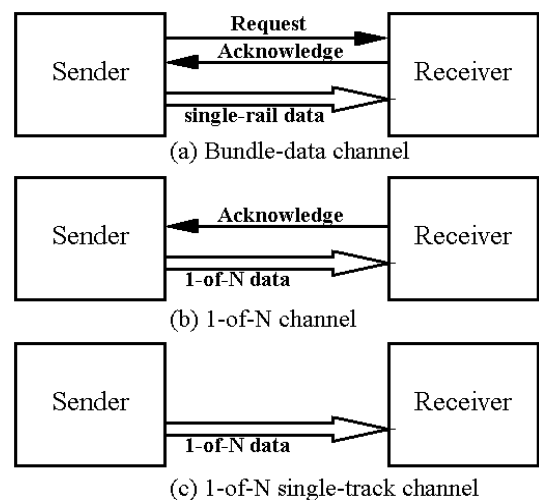 Request
Acknowledge
Sender
Receiver
single-rail data
(a) Bundle-data channel
Acknowledge
Sender
Receiver
1-of-N data
(b) 1-of-N channel
Sender
Receiver
1-of-N data
(c) 1-of-N single-track channel